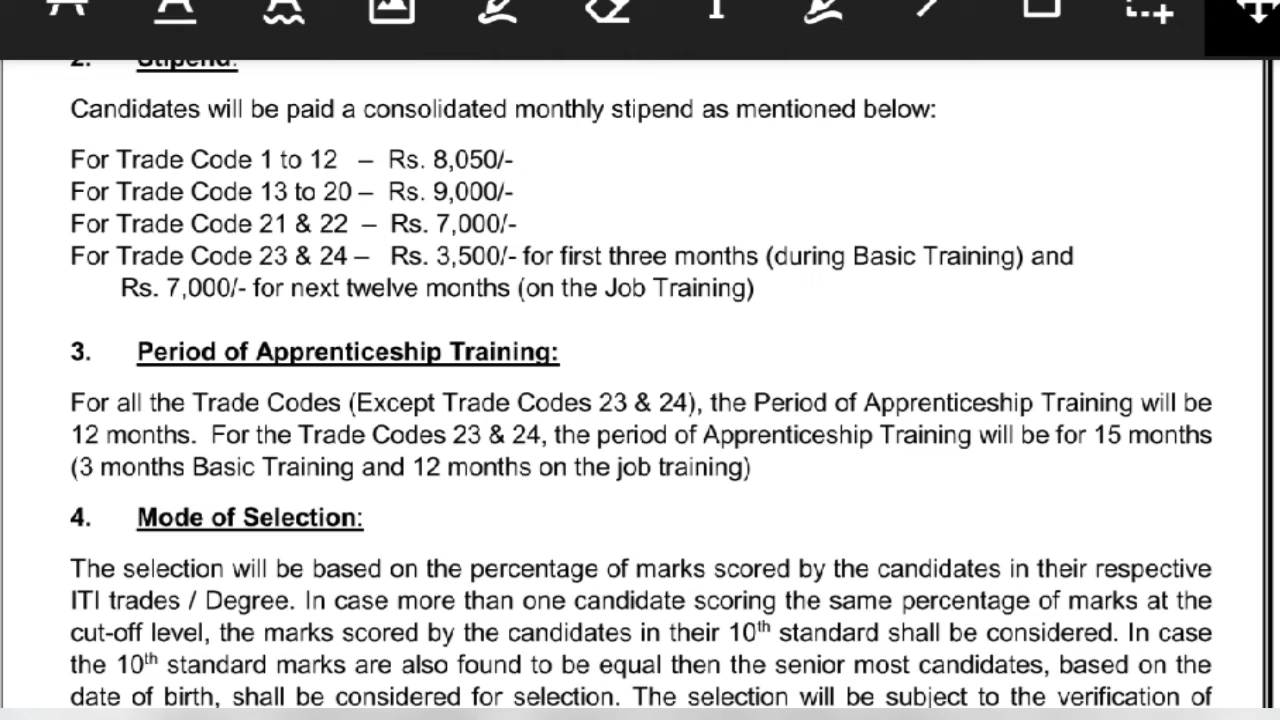 2. Stipend:
Candidates will be paid a consolidated monthly stipend as mentioned below:
For Trade Code 1 to 12 – Rs. 8,050/-
For Trade Code 13 to 20 – Rs. 9,000/-
For Trade Code 21 & 22 – Rs. 7,000/-
For Trade Code 23 & 24 – Rs. 3,500/- for first three months (during Basic Training) and
Rs. 7,000/- for next twelve months (on the Job Training)
3. Period of Apprenticeship Training:
For all the Trade Codes (Except Trade Codes 23 & 24), the Period of Apprenticeship Training will be
12 months. For the Trade Codes 23 & 24, the period of Apprenticeship Training will be for 15 months
(3 months Basic Training and 12 months on the job training)
4. Mode of Selection:
The selection will be based on the percentage of marks scored by the candidates in their respective
ITI trades / Degree. In case more than one candidate scoring the same percentage of marks at the
cut-off level, the marks scored by the candidates in their 10th standard shall be considered. In case
the 10th standard marks are also found to be equal then the senior most candidates, based on the
date of birth, shall be considered for selection. The selection will be subject to the verification of